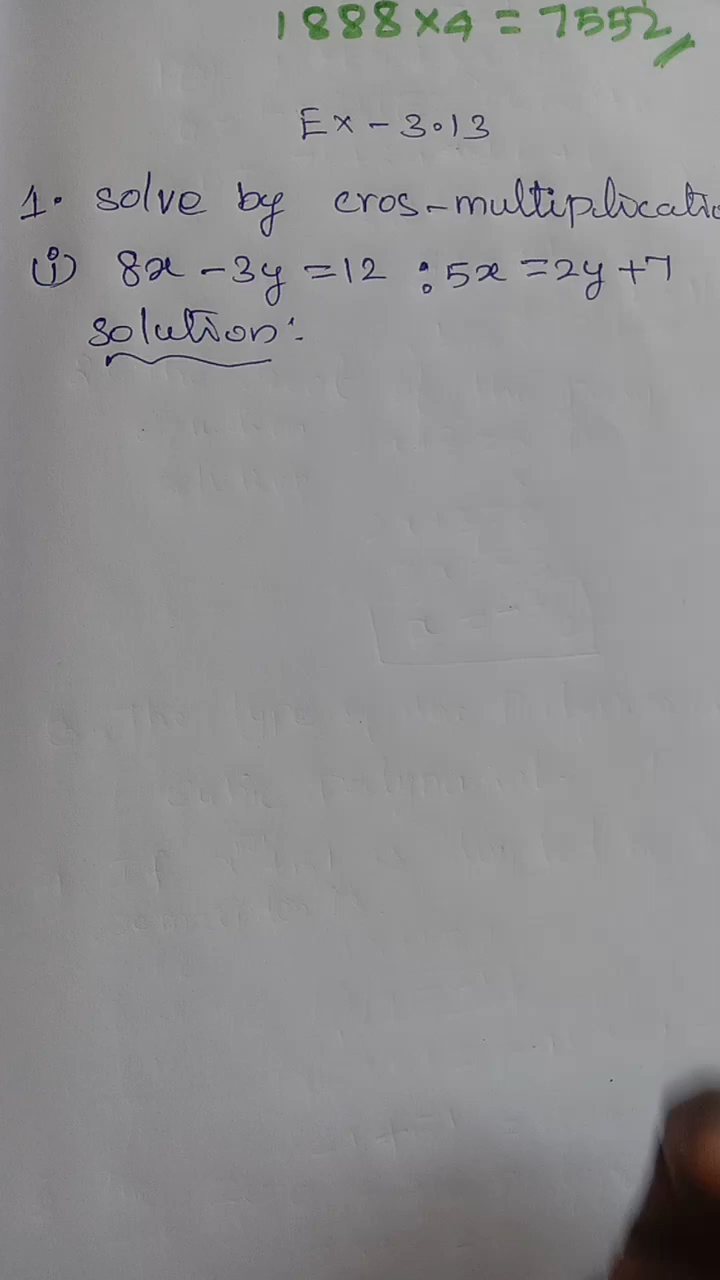 1888×4 = 7552
Ex - 3.13
1. solve by cros-multiplicatio
(i) 8x - 3y = 12 ; 5x = 2y + 7
solution:-